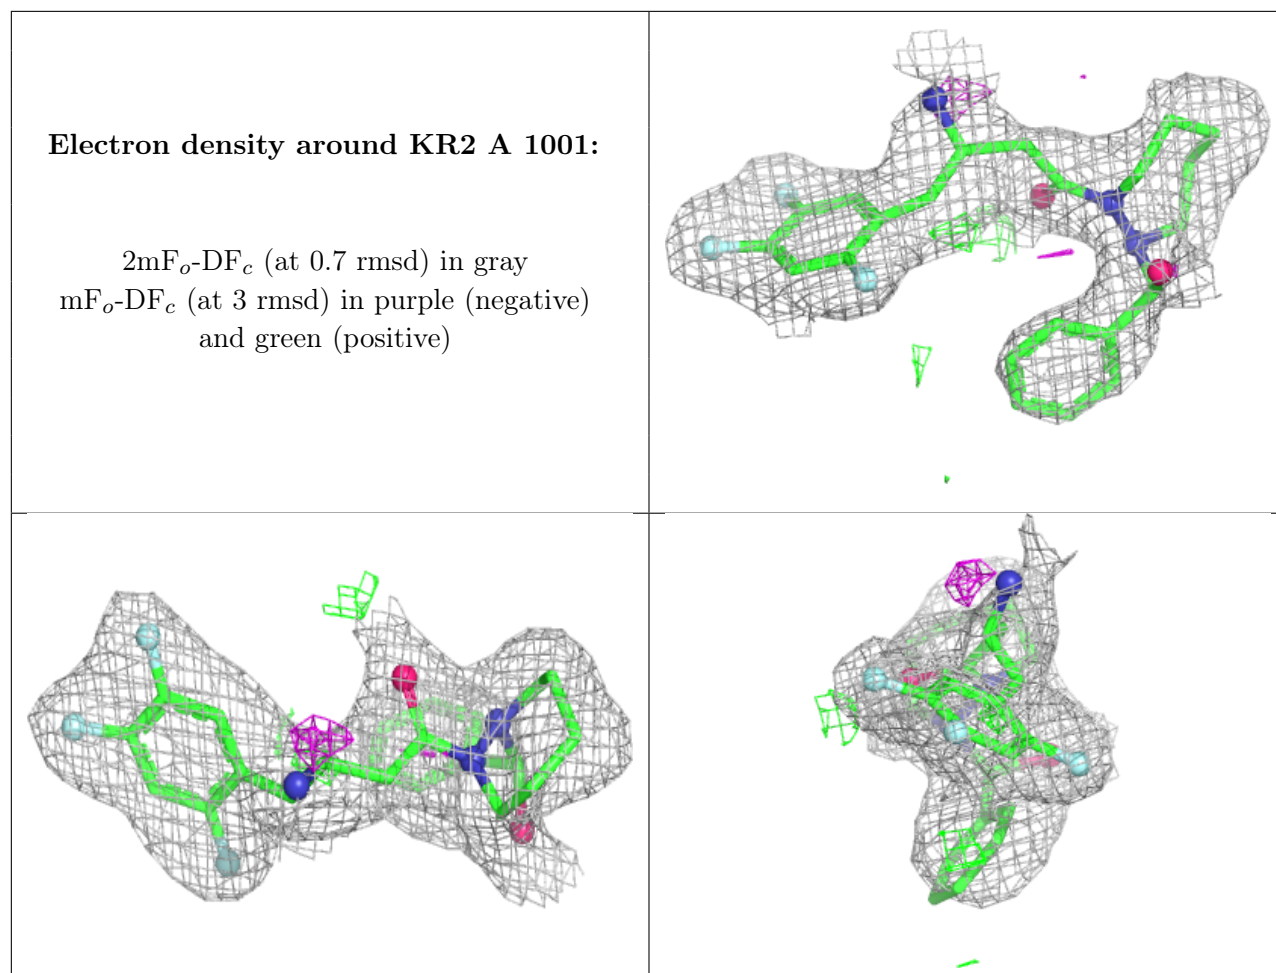 Electron density around KR2 A 1001:
2mFo-DFc (at 0.7 rmsd) in gray
mFo-DFc (at 3 rmsd) in purple (negative)
and green (positive)